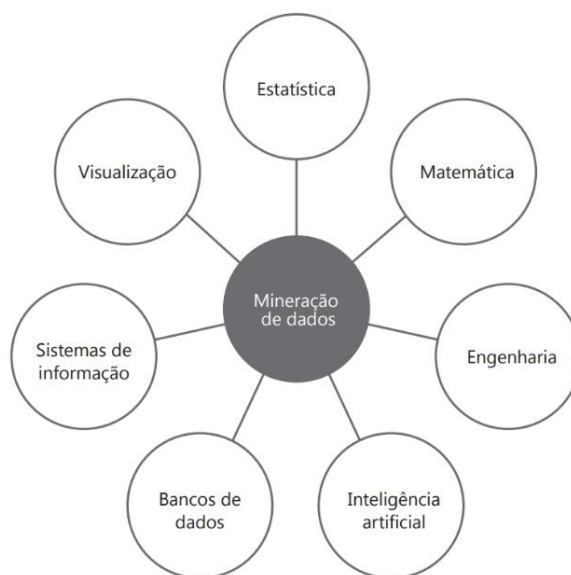 Estatística
Visualização
Matemática
Mineração
de dados
Sistemas de
informação
Engenharia
Bancos de
dados
Inteligência
artificial